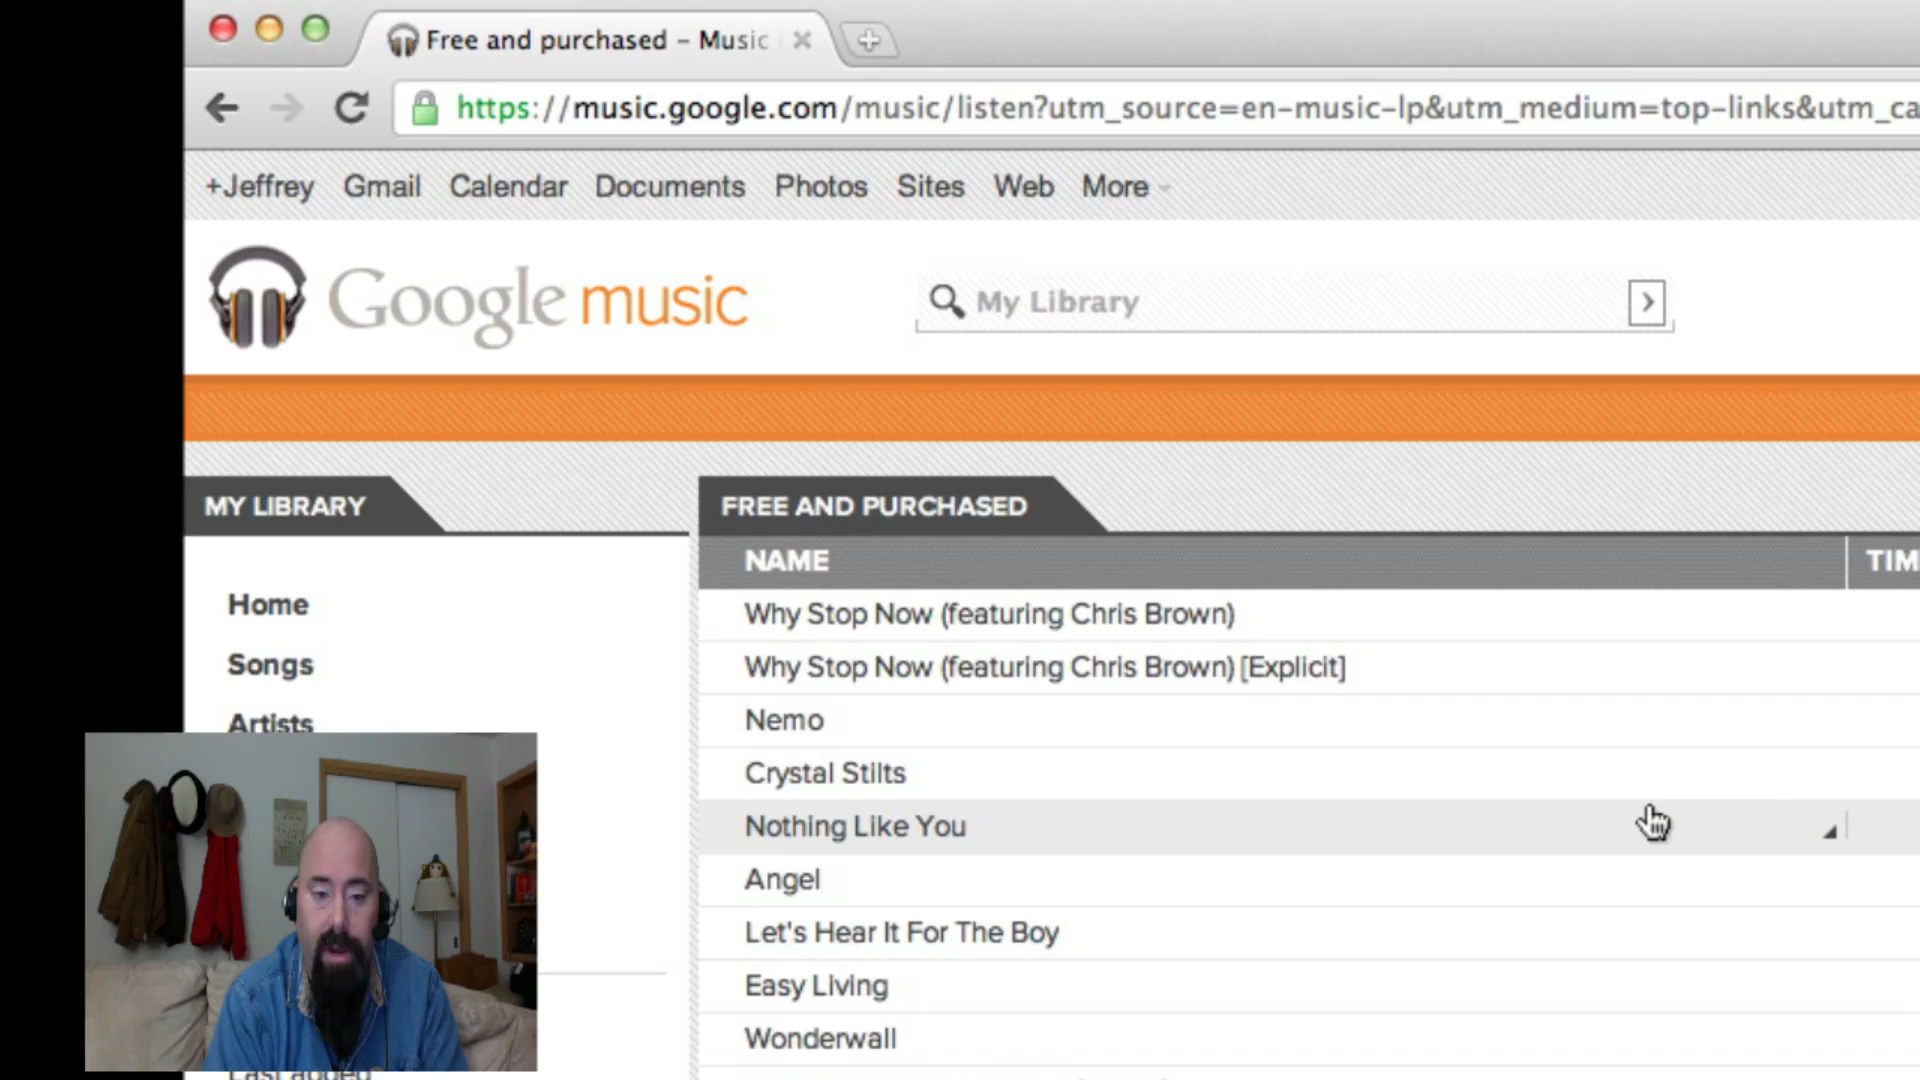 Free and purchased – Music
https://music.google.com/music/listen?utm_source=en-music-lp&utm_medium=top-links&utm_ca
+Jeffrey Gmail Calendar Documents Photos Sites Web More
Google music
My Library
MY LIBRARY
FREE AND PURCHASED
NAME
TIM
Home
Songs
Artists
Last added
Why Stop Now (featuring Chris Brown)
Why Stop Now (featuring Chris Brown) [Explicit]
Nemo
Crystal Stilts
Nothing Like You
Angel
Let's Hear It For The Boy
Easy Living
Wonderwall